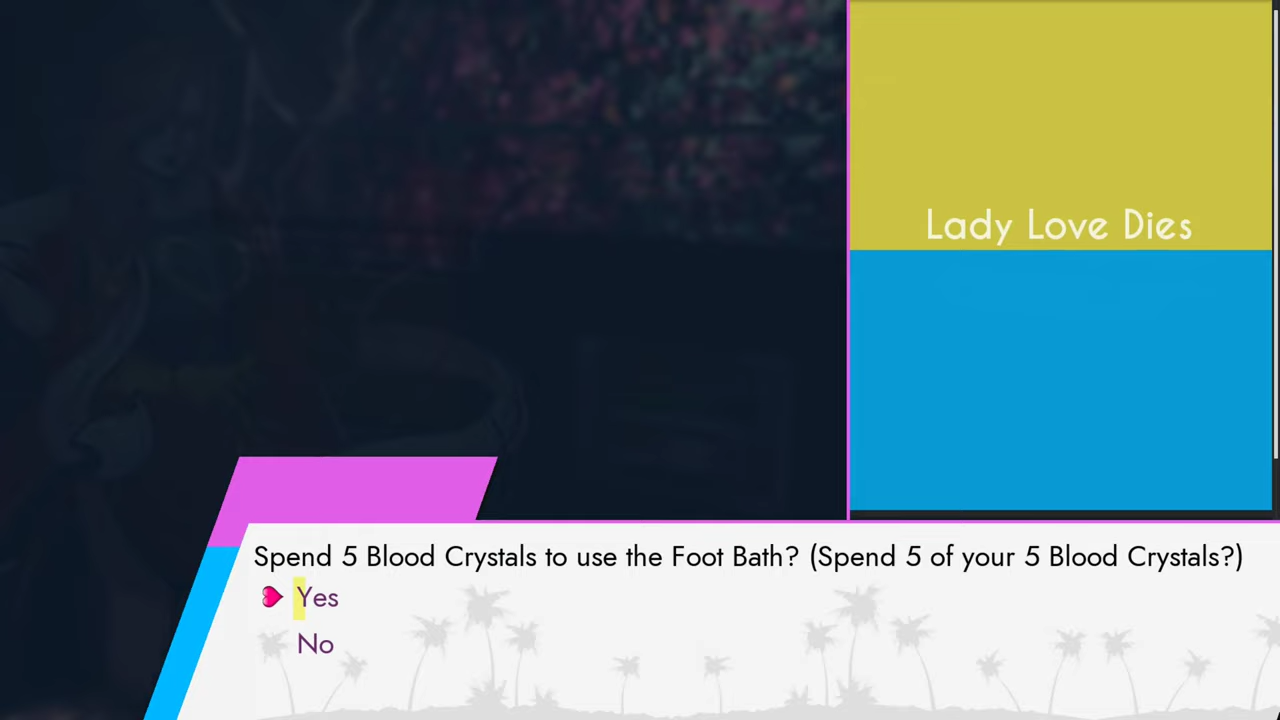 Lady Love Dies
Spend 5 Blood Crystals to use the Foot Bath? (Spend 5 of your 5 Blood Crystals?)
Yes
No